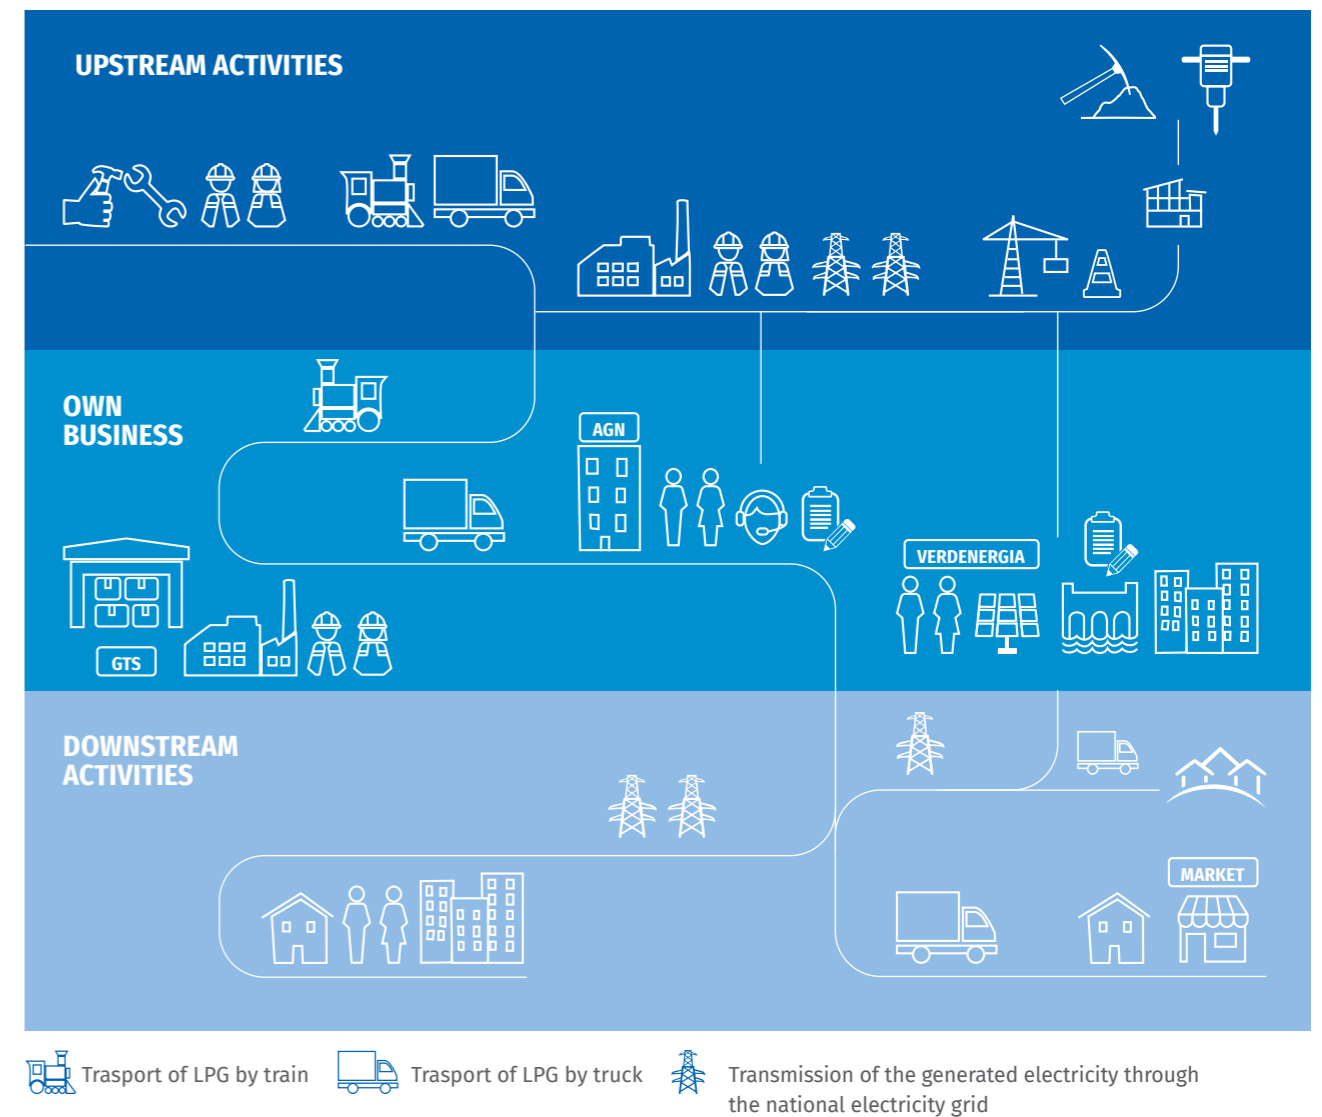 UPSTREAM ACTIVITIES
OWN
BUSINESS
AGN
VERDENERGIA
GTS
DOWNSTREAM
ACTIVITIES
MARKET
Trasport of LPG by train
Trasport of LPG by truck
Transmission of the generated electricity through
the national electricity grid